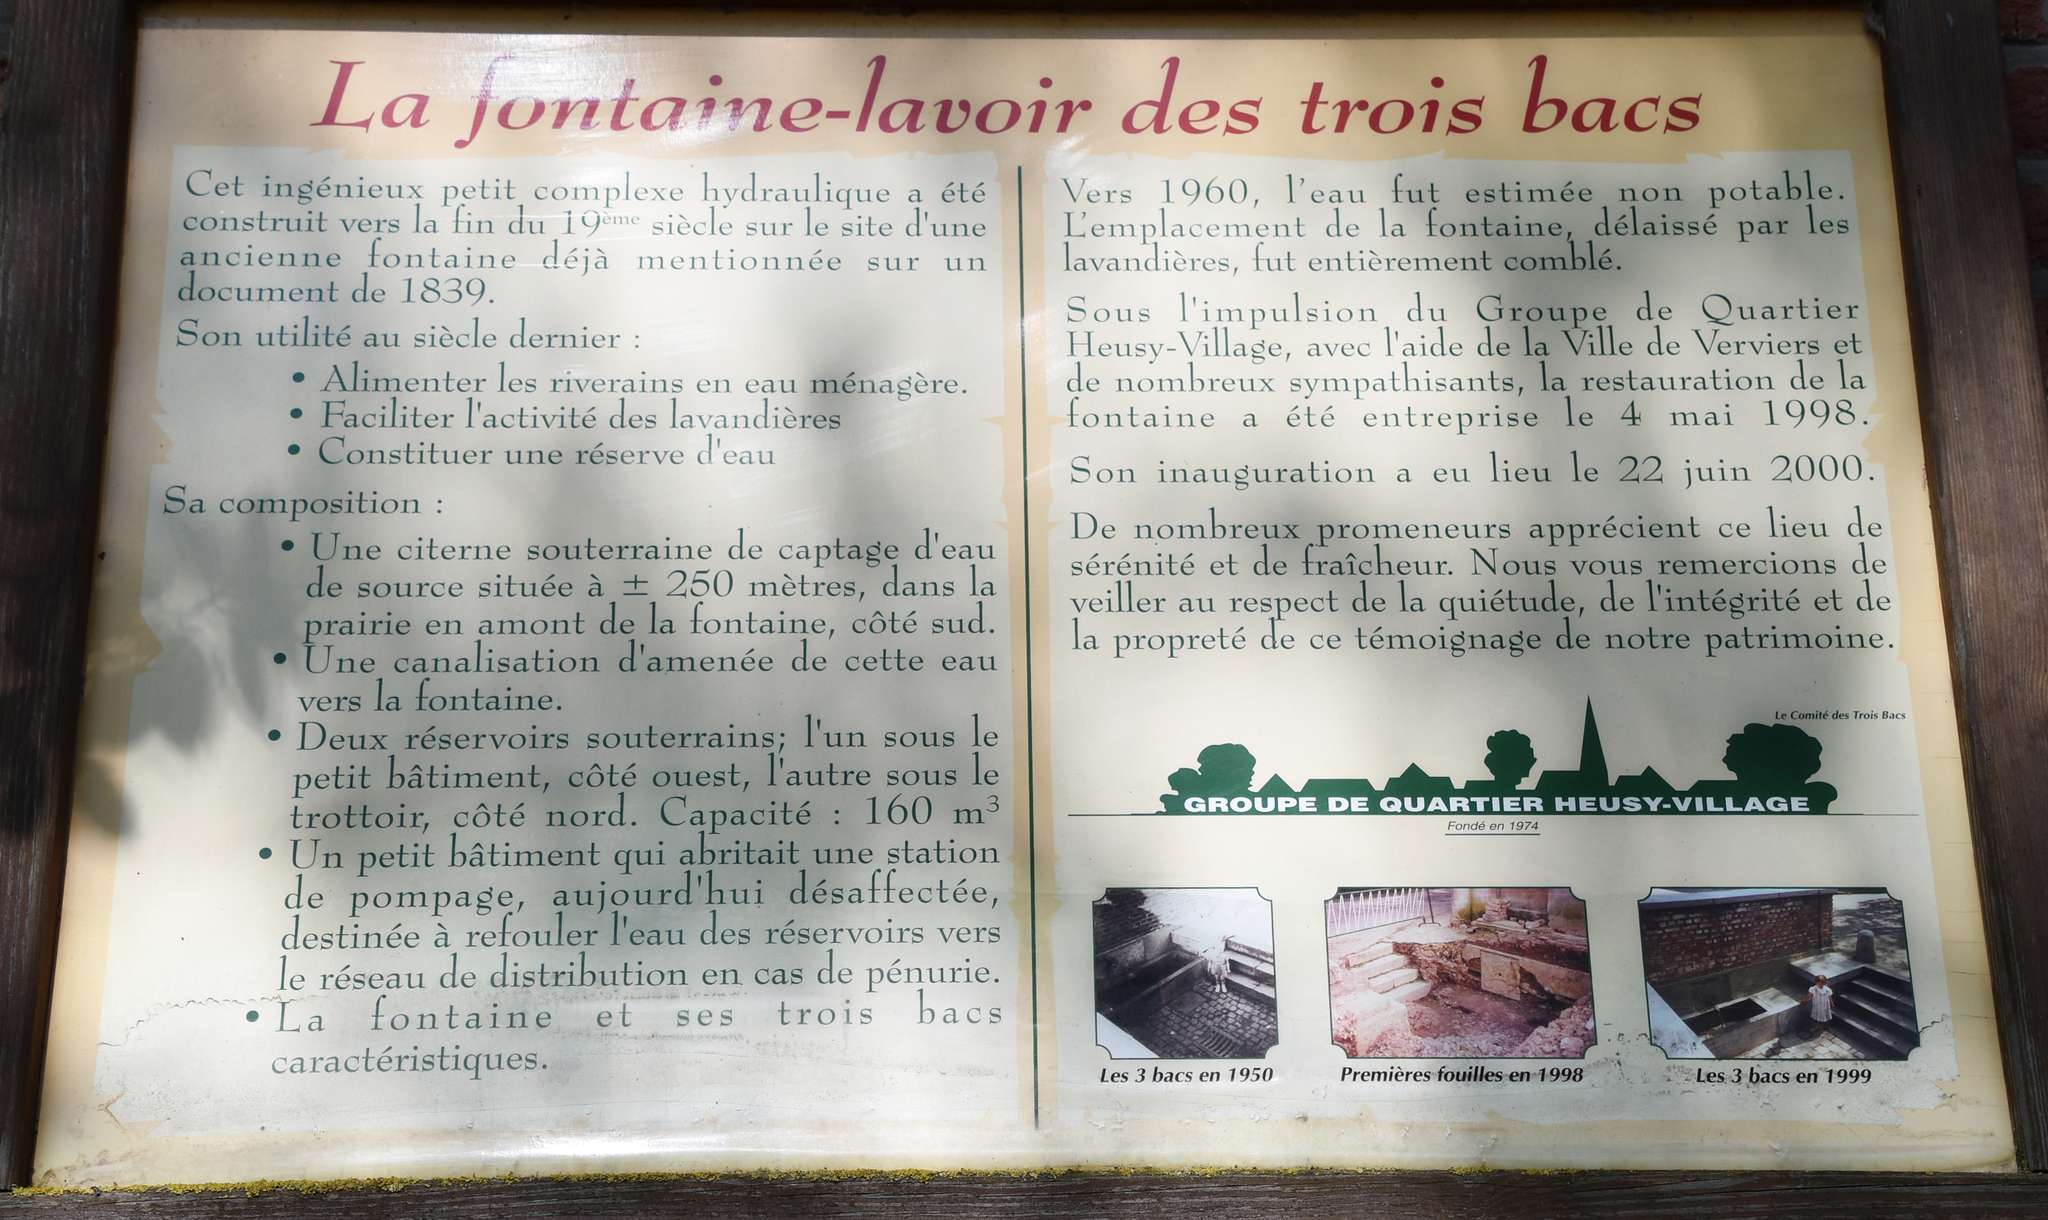 La fontaine-lavoir des trois bacs
Cet ingénieux petit complexe hydraulique a été
construit vers la fin du 19ème siècle sur le site d'une
ancienne fontaine déjà mentionnée sur un
document de 1839.
Son utilité au siècle dernier :
• Alimenter les riverains en eau ménagère.
• Faciliter l'activité des lavandières
• Constituer une réserve d'eau
Sa composition :
• Une citerne souterraine de captage d'eau
de source située à ± 250 mètres, dans la
prairie en amont de la fontaine, côté sud.
• Une canalisation d'amenée de cette eau
vers la fontaine.
• Deux réservoirs souterrains; l'un sous le
petit bâtiment, côté ouest, l'autre sous le
trottoir, côté nord. Capacité : 160 m³
• Un petit bâtiment qui abritait une station
de pompage, aujourd'hui désaffectée,
destinée à refouler l'eau des réservoirs vers
le réseau de distribution en cas de pénurie.
• La fontaine et ses trois bacs
caractéristiques.
Vers 1960, l'eau fut estimée non potable.
L'emplacement de la fontaine, délaissé par les
lavandières, fut entièrement comblé.
Sous l'impulsion du Groupe de Quartier
Heusy-Village, avec l'aide de la Ville de Verviers et
de nombreux sympathisants, la restauration de la
fontaine a été entreprise le 4 mai 1998.
Son inauguration a eu lieu le 22 juin 2000.
De nombreux promeneurs apprécient ce lieu de
sérénité et de fraîcheur. Nous vous remercions de
veiller au respect de la quiétude, de l'intégrité et de
la propreté de ce témoignage de notre patrimoine.
Le Comité des Trois Bacs
GROUPE DE QUARTIER HEUSY-VILLAGE
Fondé en 1974
Les 3 bacs en 1950
Premières fouilles en 1998
Les 3 bacs en 1999